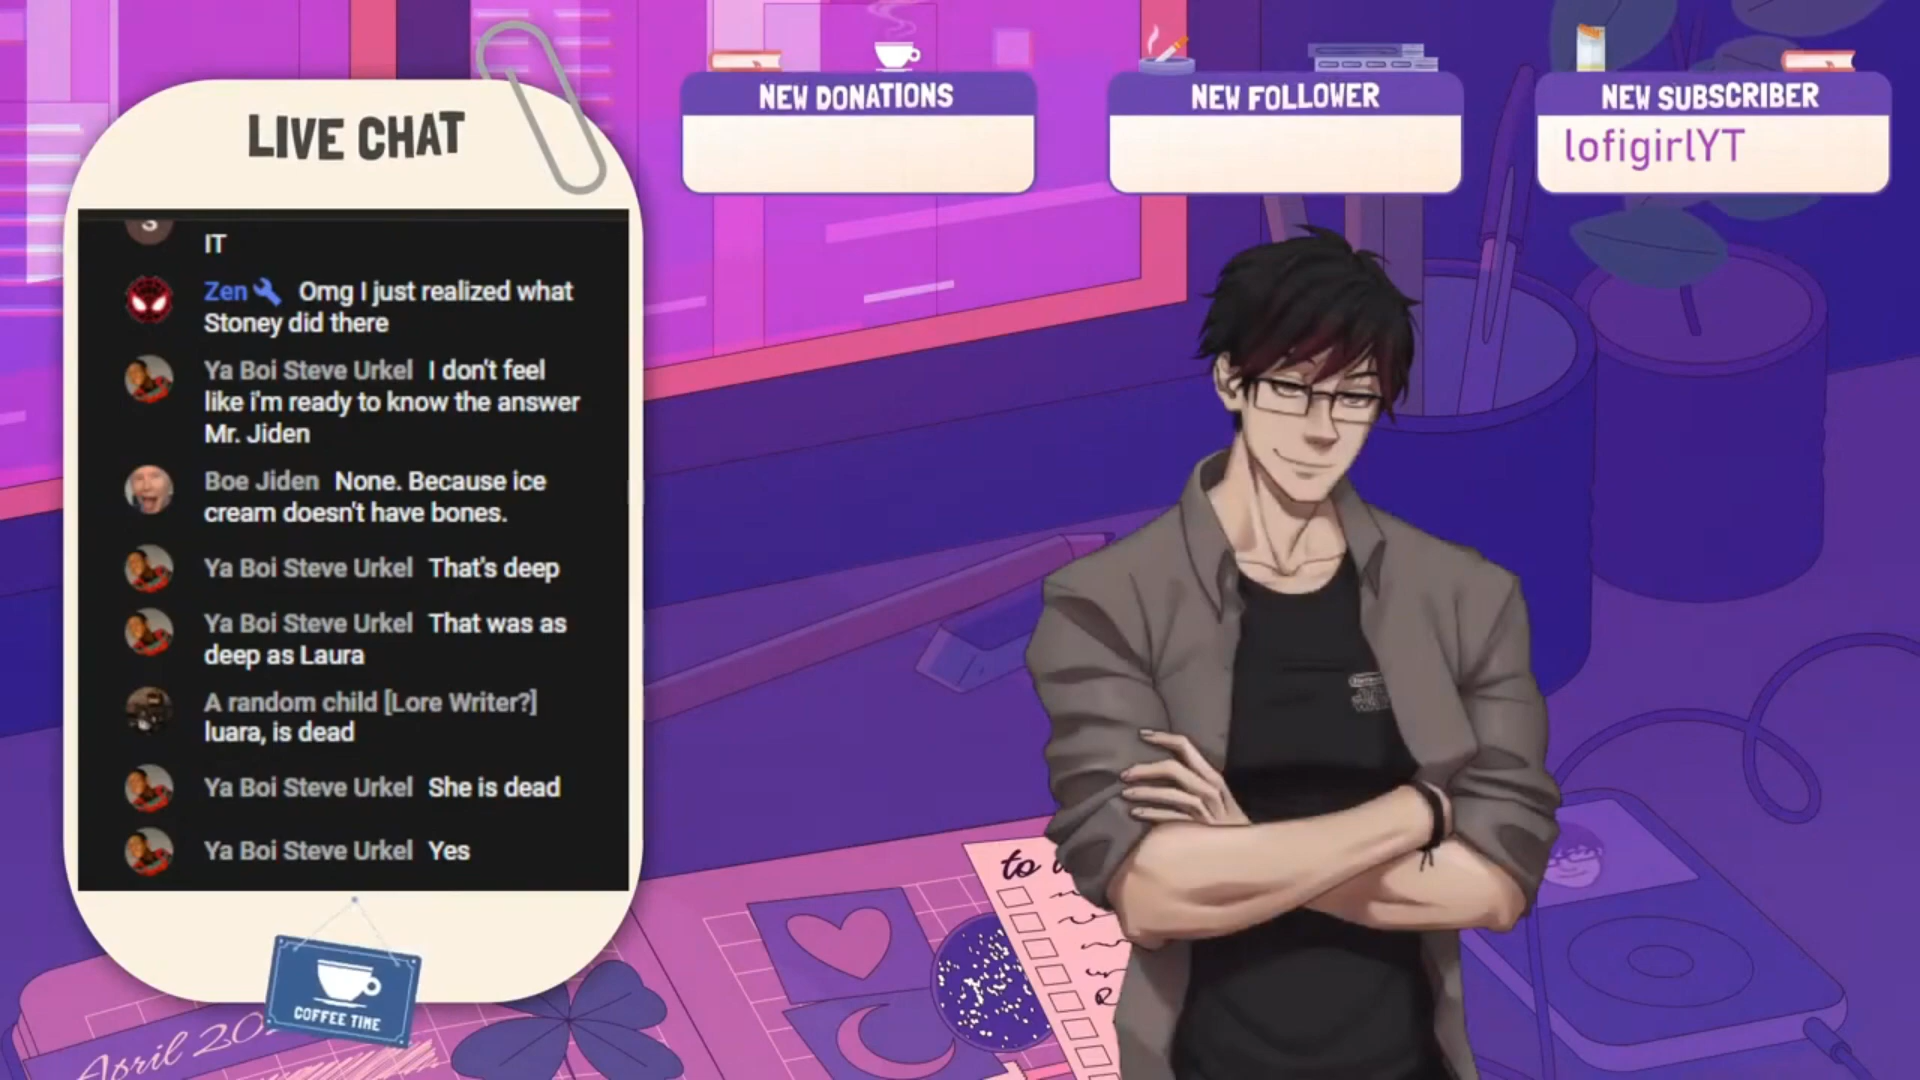 LIVE CHAT
NEW DONATIONS
NEW FOLLOWER
NEW SUBSCRIBER
lofigirlYT
IT
Zen Omg I just realized what
Stoney did there
Ya Boi Steve Urkel I don't feel
like i'm ready to know the answer
Mr. Jiden
Boe Jiden None. Because ice
cream doesn't have bones.
Ya Boi Steve Urkel That's deep
Ya Boi Steve Urkel That was as
deep as Laura
A random child [Lore Writer?]
luara, is dead
Ya Boi Steve Urkel She is dead
Ya Boi Steve Urkel Yes
COFFEE TIME
to
April 20